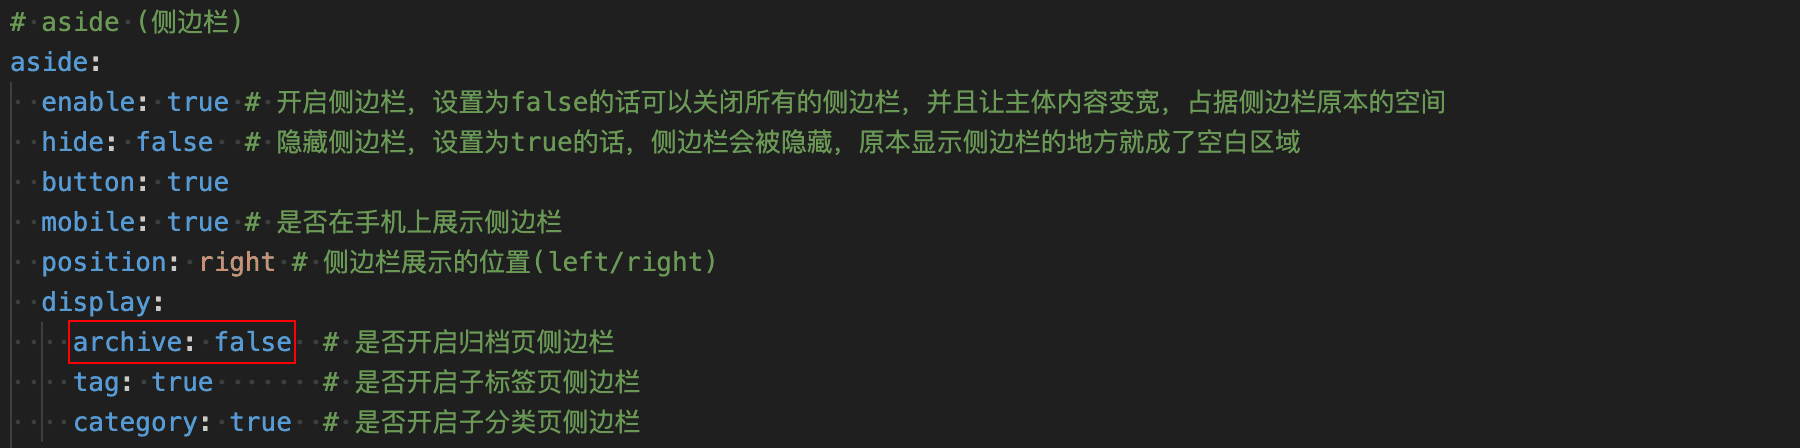 # aside (侧边栏)
aside:
enable: true # 开启侧边栏，设置为false的话可以关闭所有的侧边栏，并且让主体内容变宽，占据侧边栏原本的空间
hide: false # 隐藏侧边栏，设置为true的话，侧边栏会被隐藏，原本显示侧边栏的地方就成了空白区域
button: true
mobile: true # 是否在手机上展示侧边栏
position: right # 侧边栏展示的位置(left/right)
display:
archive: false # 是否开启归档页侧边栏
tag: true # 是否开启子标签页侧边栏
category: true # 是否开启子分类页侧边栏